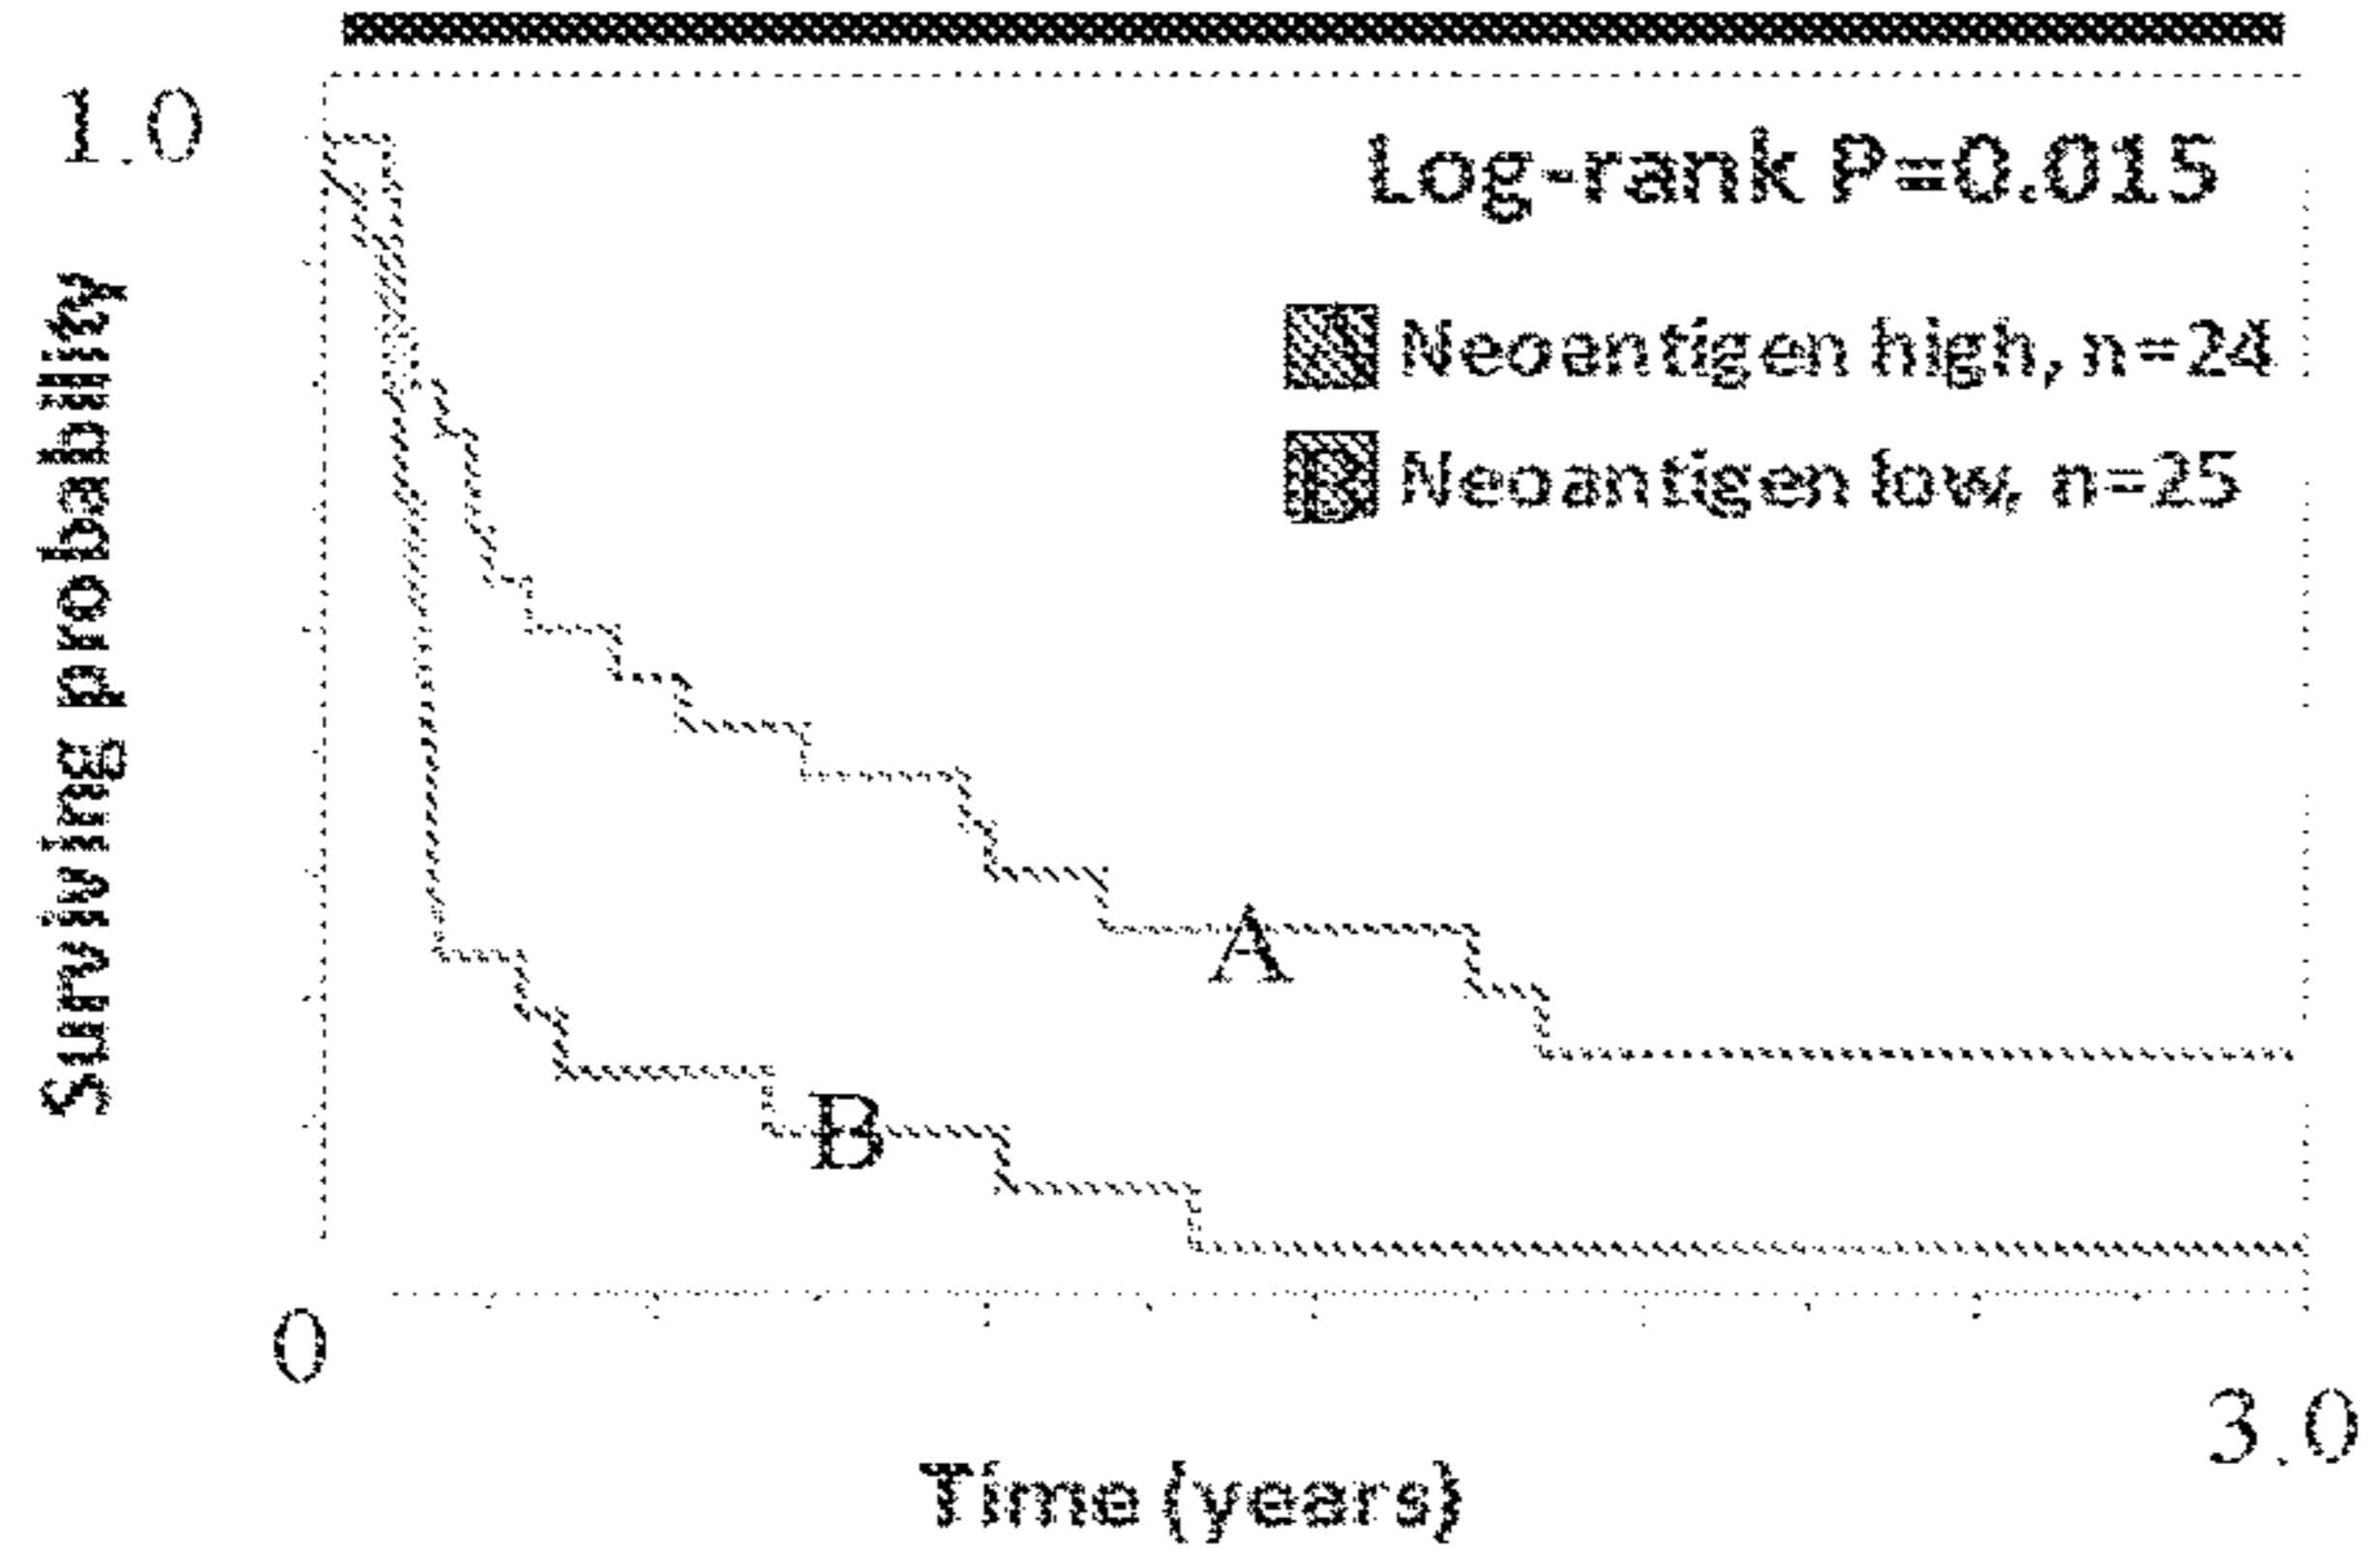 1.0
Surviving probability
Log-rank P=0.015
A Neoantigen high, n=24
B Neoantigen low, n=25
A
B
0
3.0
Time (years)